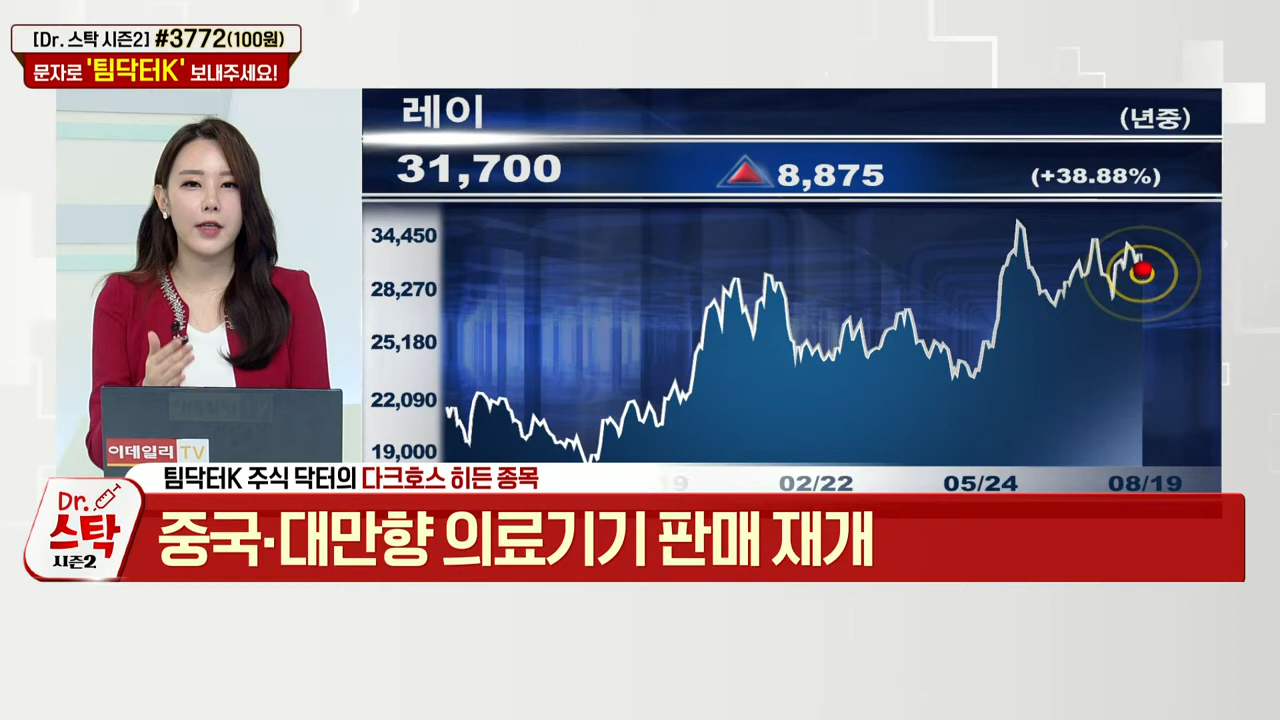 [Dr. 스탁 시즌2] #3772(100원)
문자로 '팀닥터K' 보내주세요!
레이
(년중)
31,700
8,875
(+38.88%)
34,450
28,270
25,180
22,090
19,000
19
02/22
05/24
08/19
이데일리 TV
팀닥터K 주식 닥터의 다크호스 히든 종목
Dr.
스탁
시즌2
중국·대만향 의료기기 판매 재개